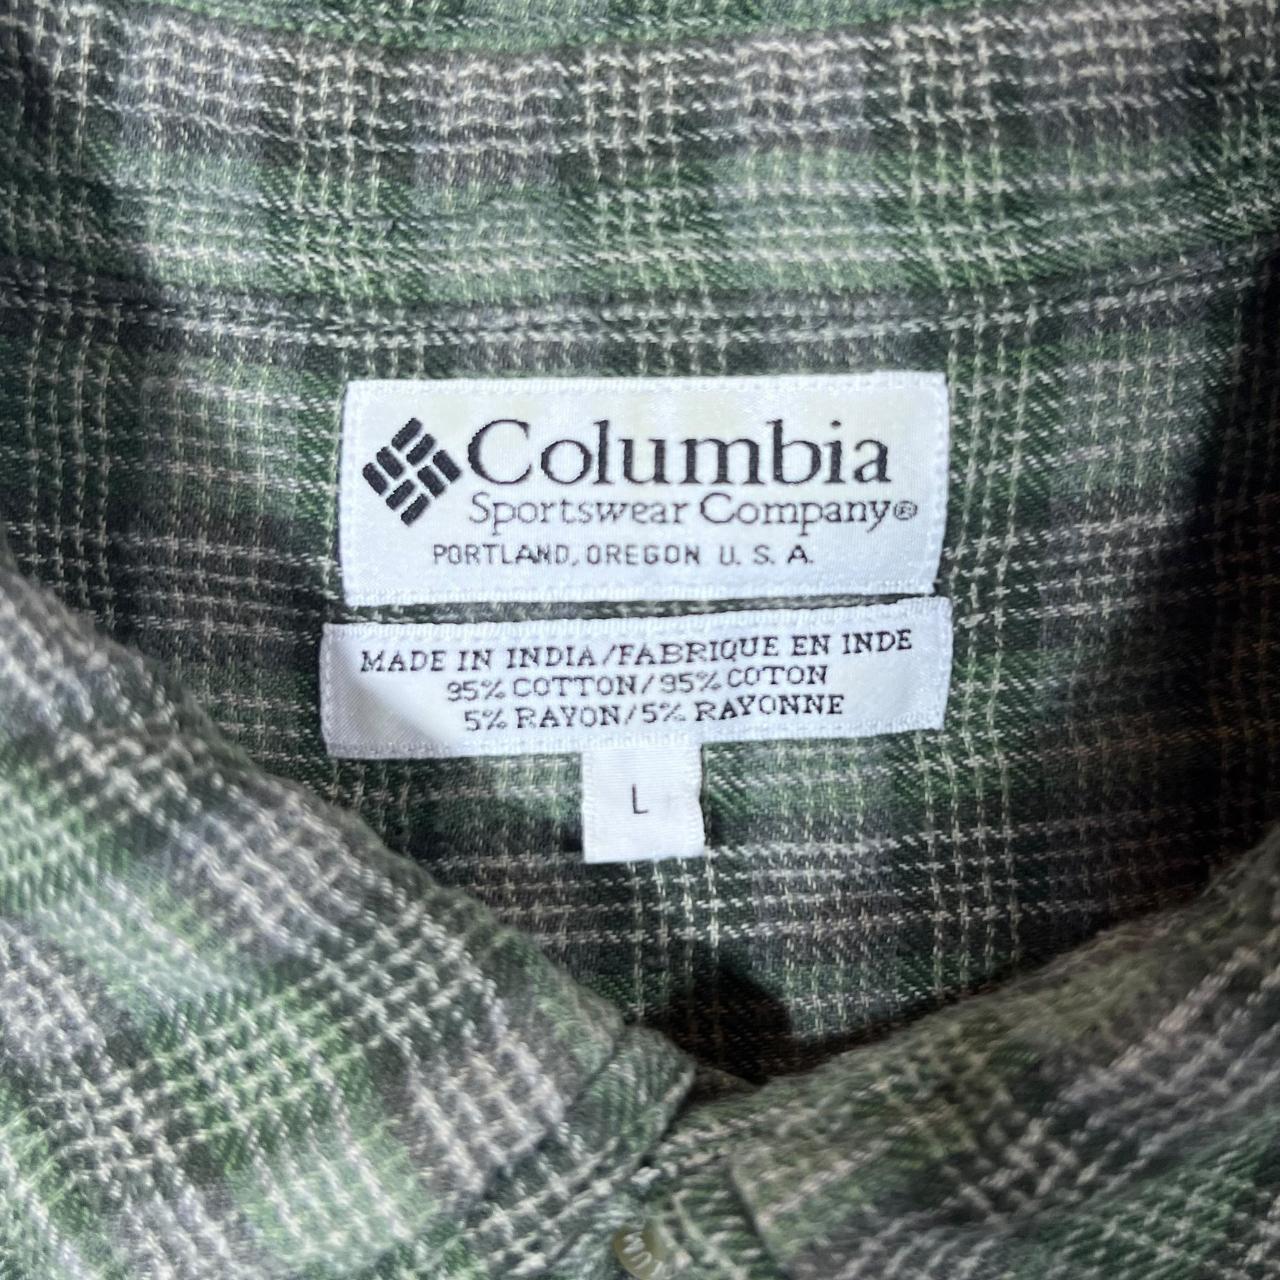 Columbia
Sportswear Company®
PORTLAND, OREGON U. S. A.
MADE IN INDIA/FABRIQUE EN INDE
95% COTTON/95% COTON
5% RAYON/5% RAYONNE
L